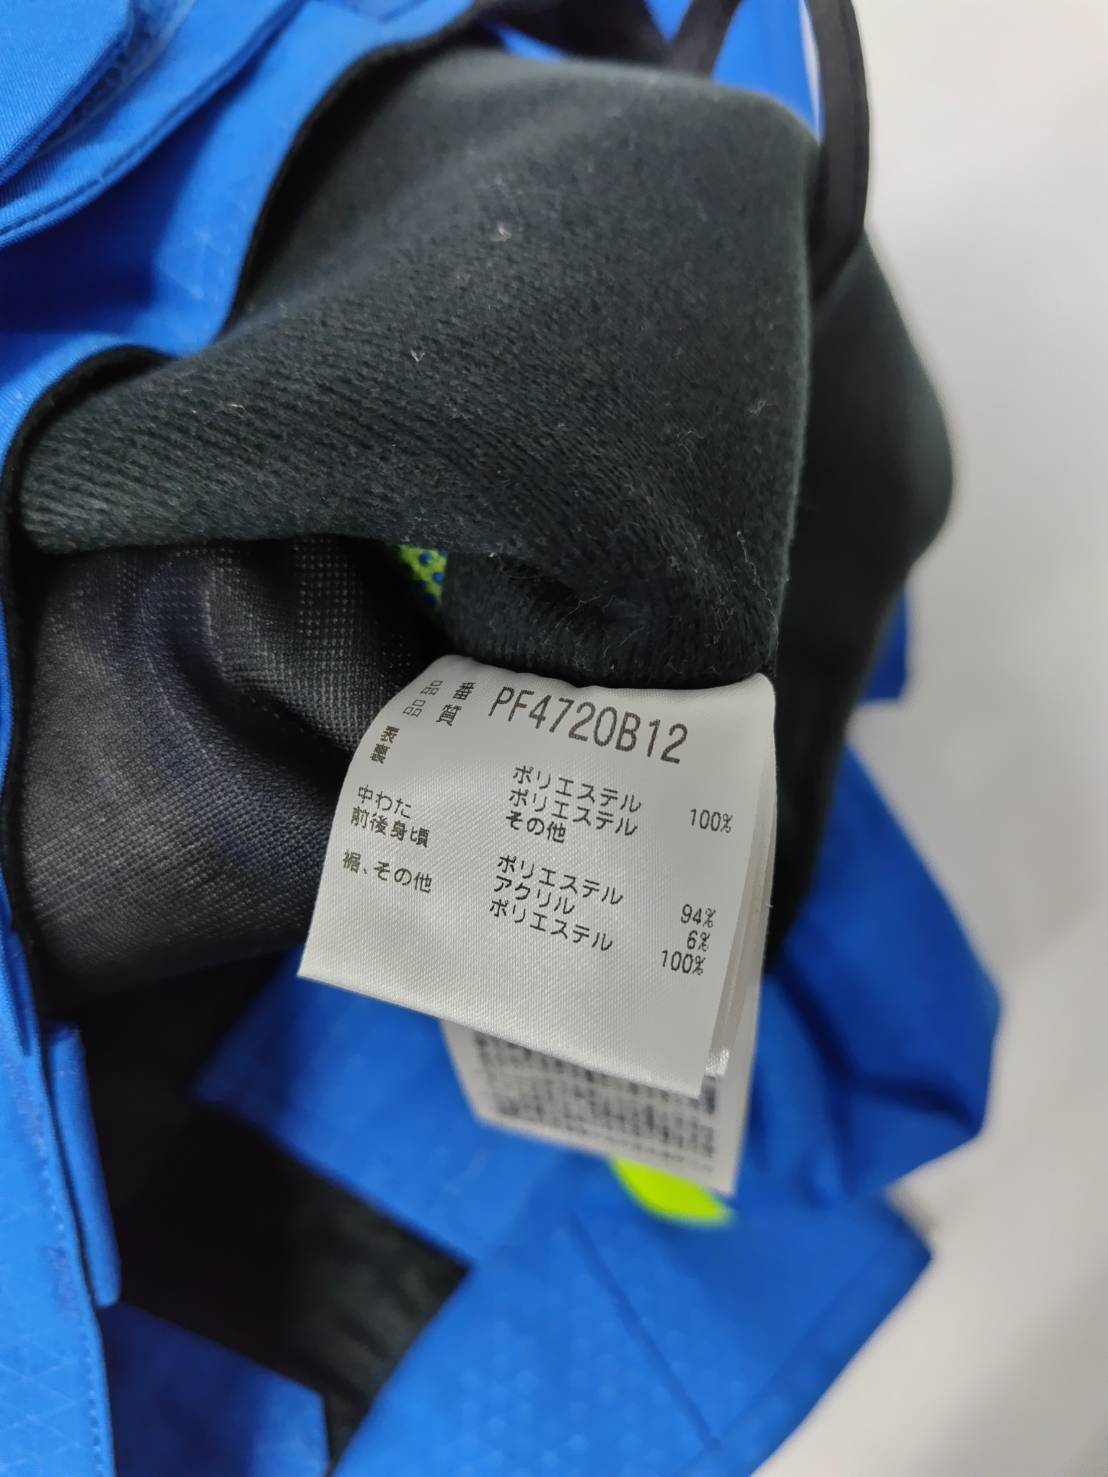 品番 PF4720B12
品質
表 ポリエステル 100%
裏 ポリエステル
その他
中わた
前後身頃 ポリエステル 94%
アクリル 6%
裾、その他 ポリエステル 100%